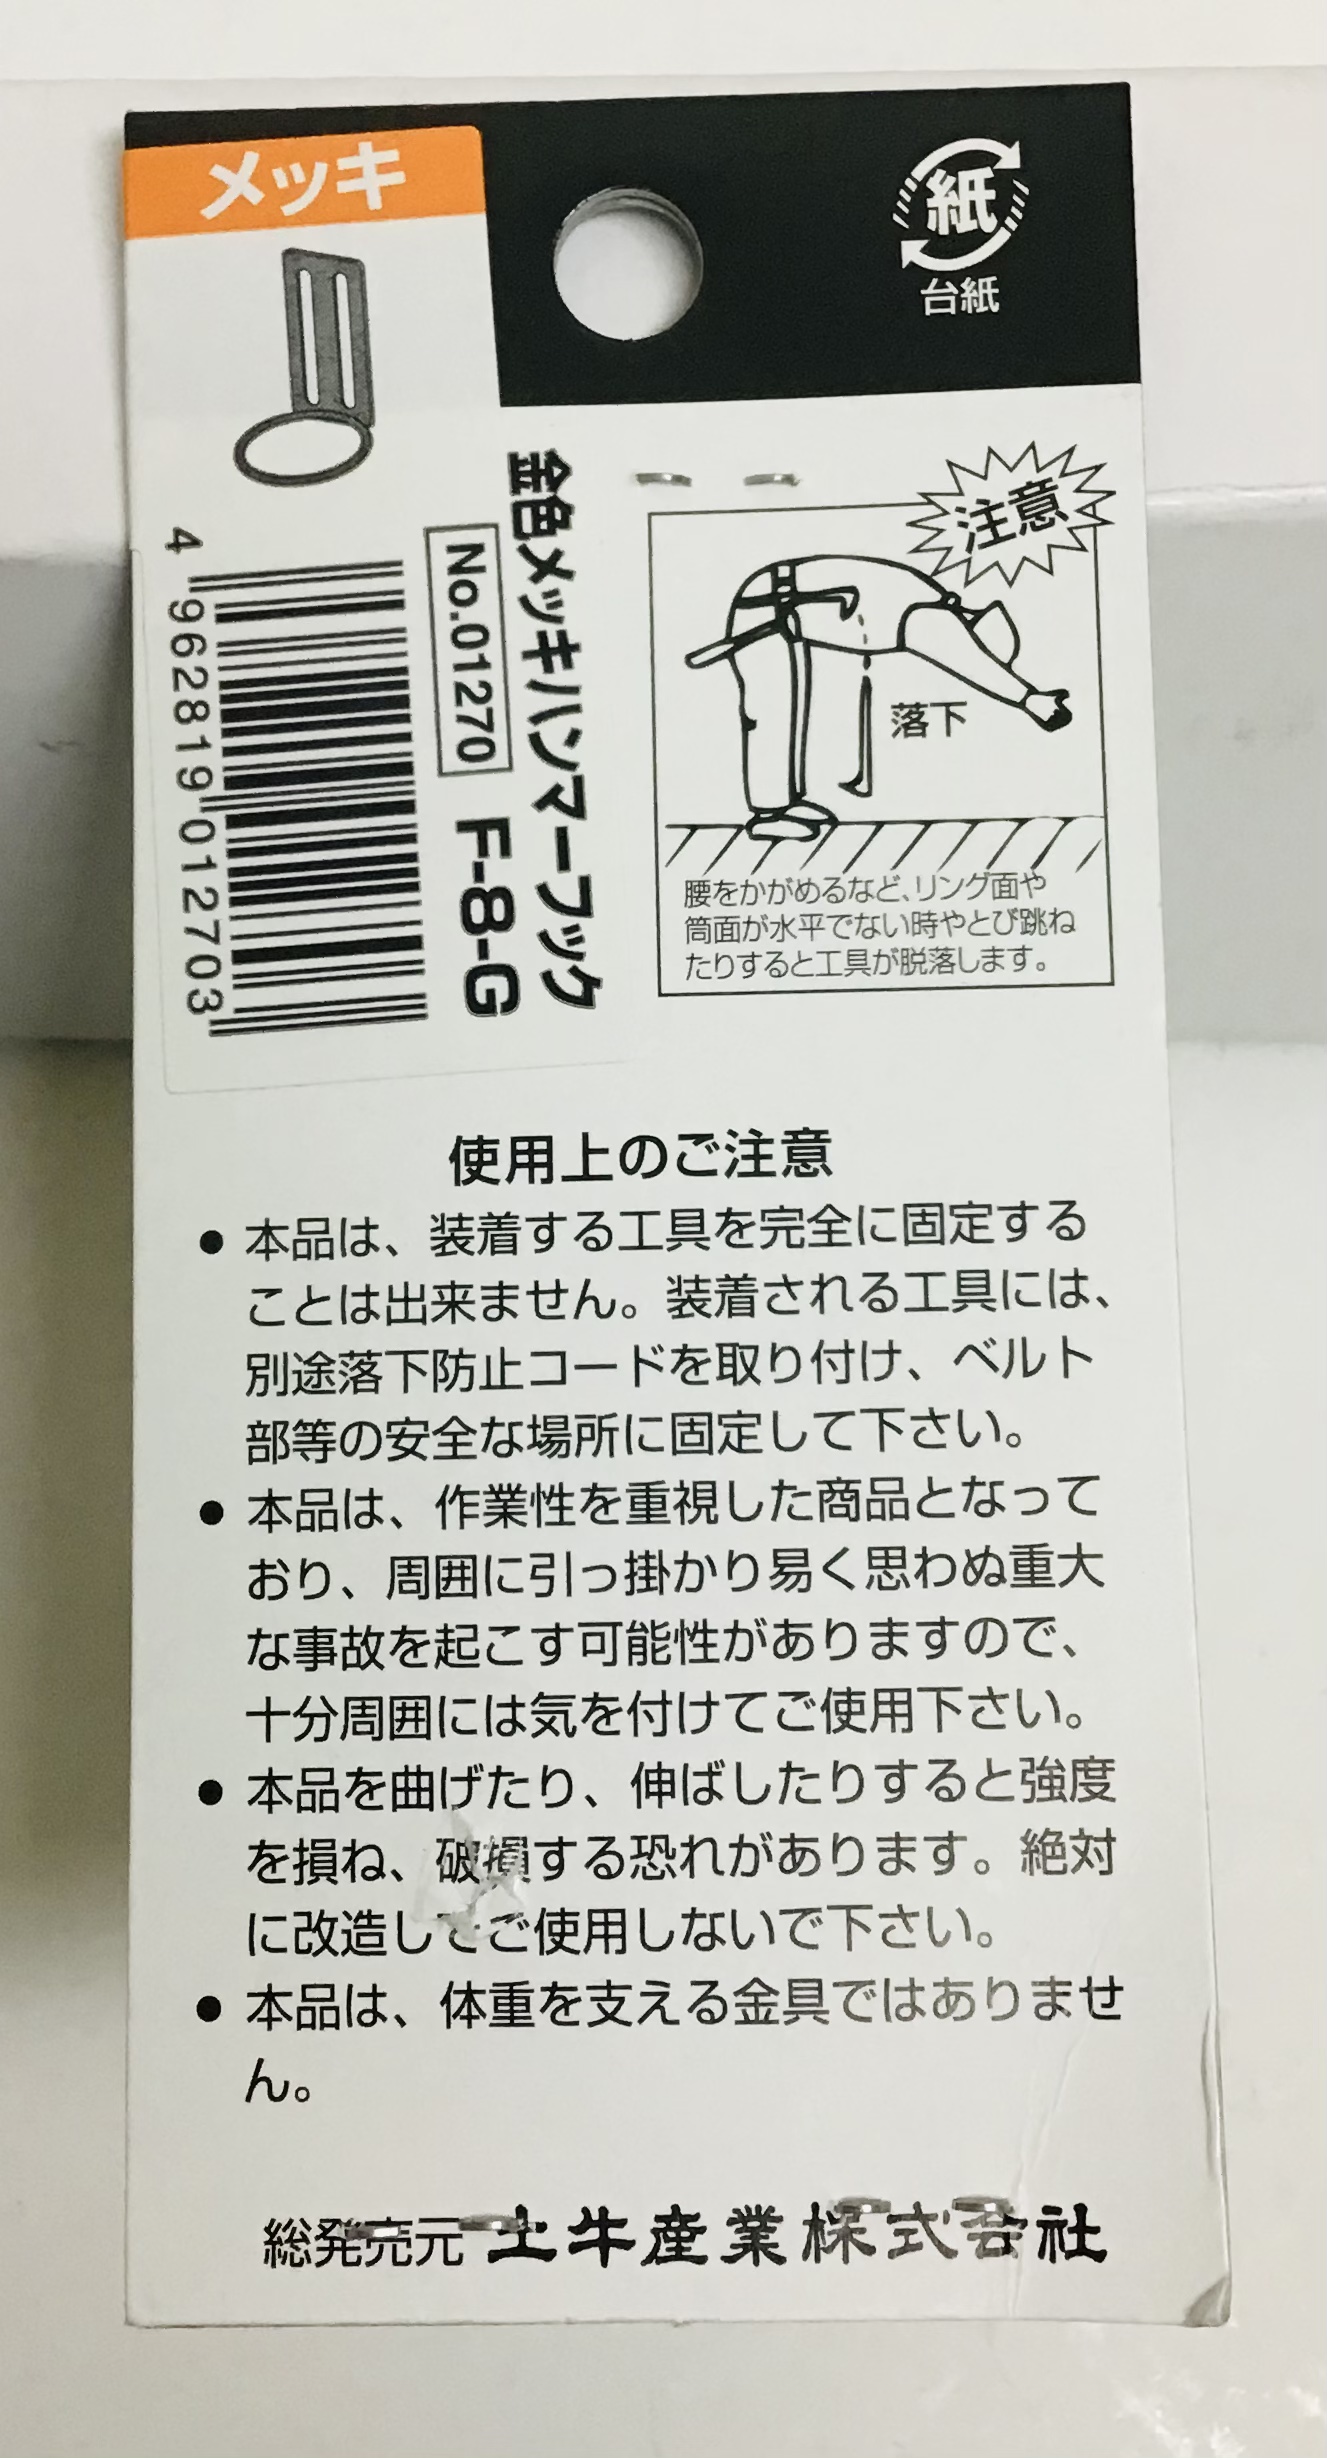 メッキ
紙
台紙
金色メッキハンマーフック
No.01270 F-8-G
4 962819 012703
注意
落下
腰をかがめるなど、リング面や
筒面が水平でない時やとび跳ね
たりすると工具が脱落します。
使用上のご注意
● 本品は、装着する工具を完全に固定する
ことは出来ません。装着される工具には、
別途落下防止コードを取り付け、ベルト
部等の安全な場所に固定して下さい。
● 本品は、作業性を重視した商品となって
おり、周囲に引っ掛かり易く思わぬ重大
な事故を起こす可能性がありますので、
十分周囲には気を付けてご使用下さい。
● 本品を曲げたり、伸ばしたりすると強度
を損ね、破損する恐れがあります。絶対
に改造してご使用しないで下さい。
● 本品は、体重を支える金具ではありませ
ん。
総発売元 土牛産業株式会社